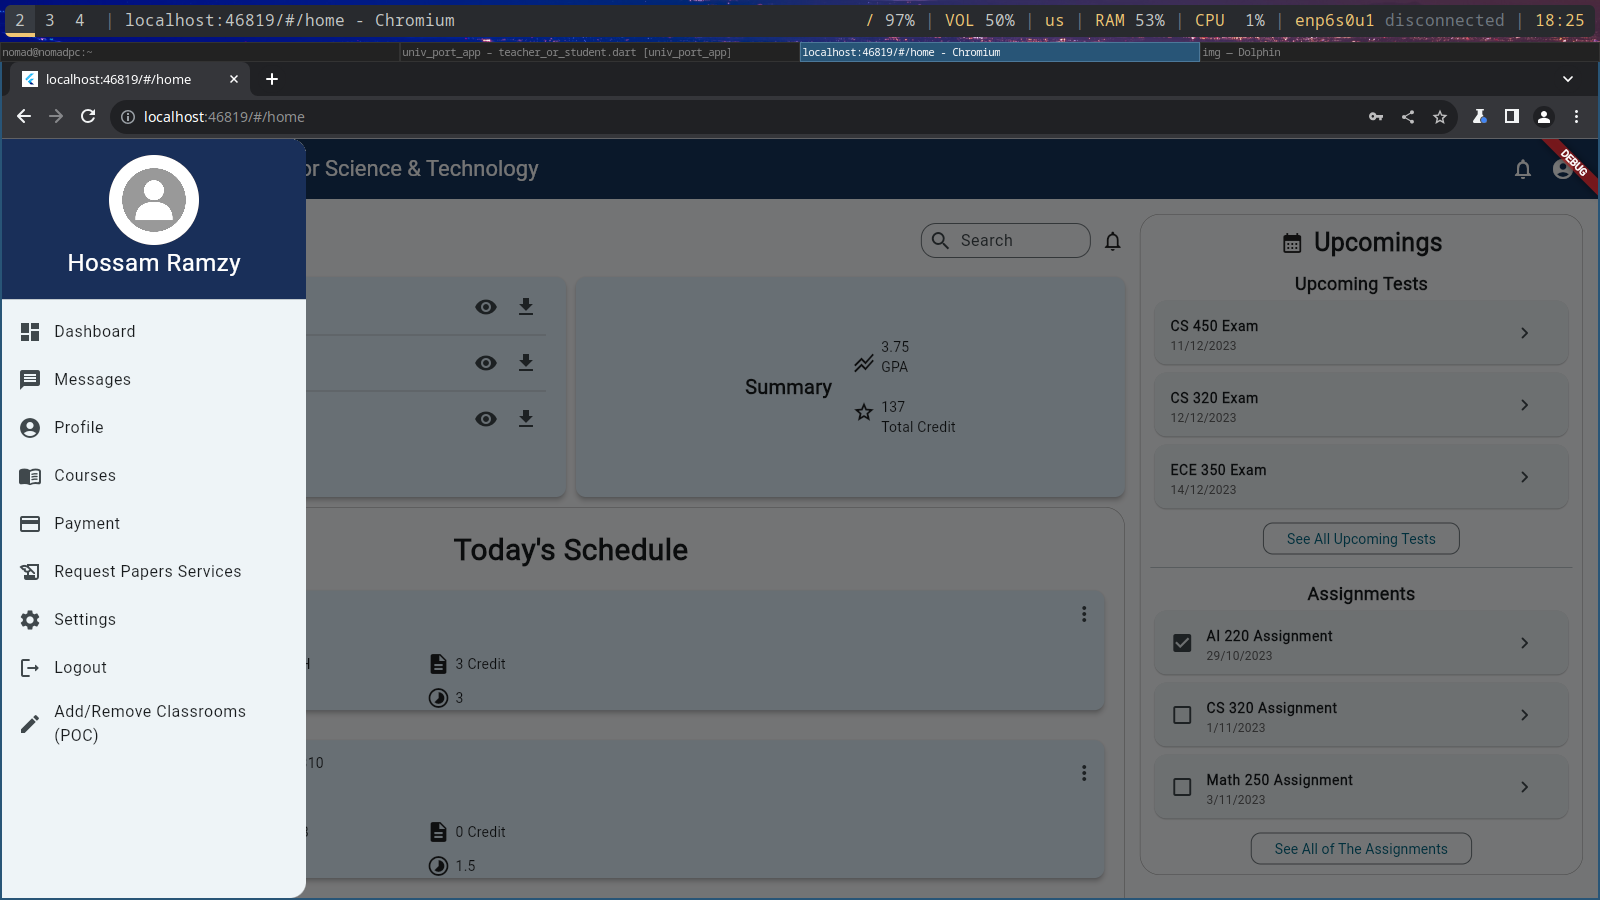 2 3 4 | localhost:46819/#/home - Chromium / 97% | VOL 50% | us | RAM 53% | CPU 1% | enp6s0u1 disconnected | 18:25
nomad@nomadpc:~ univ_port_app – teacher_or_student.dart [univ_port_app] localhost:46819/#/home - Chromium img — Dolphin
localhost:46819/#/home
localhost:46819/#/home
or Science & Technology
DEBUG
Hossam Ramzy
Dashboard
Messages
Profile
Courses
Payment
Request Papers Services
Settings
Logout
Add/Remove Classrooms
(POC)
Search
Summary
3.75
GPA
137
Total Credit
Today's Schedule
3 Credit
3
10
0 Credit
1.5
Upcomings
Upcoming Tests
CS 450 Exam
11/12/2023
CS 320 Exam
12/12/2023
ECE 350 Exam
14/12/2023
See All Upcoming Tests
Assignments
AI 220 Assignment
29/10/2023
CS 320 Assignment
1/11/2023
Math 250 Assignment
3/11/2023
See All of The Assignments